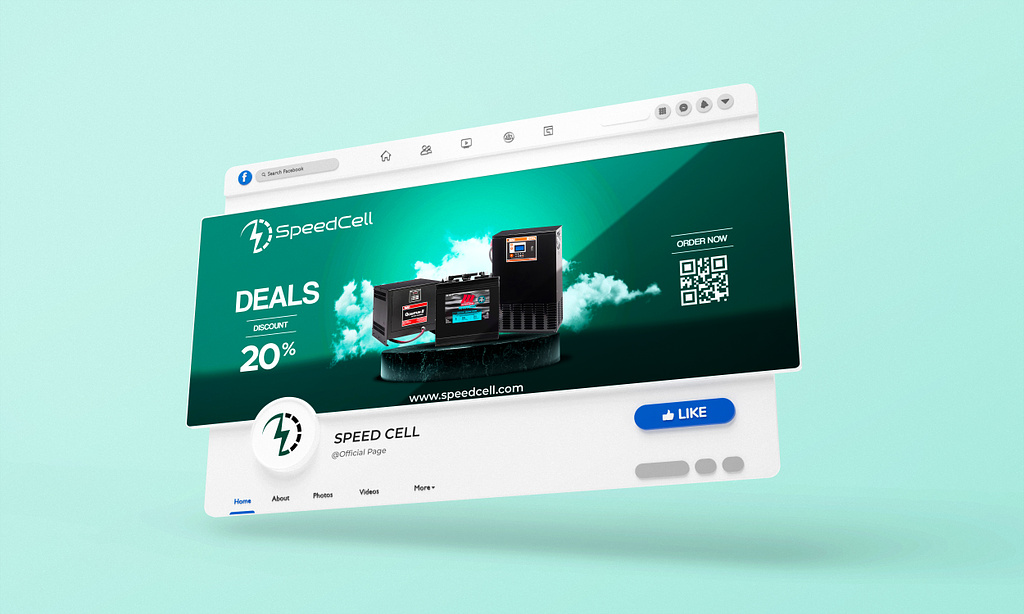 f
Search Facebook
SpeedCell
DEALS
DISCOUNT
20%
ORDER NOW
www.speedcell.com
SPEED CELL
@Official Page
LIKE
Home
About
Photos
Videos
More